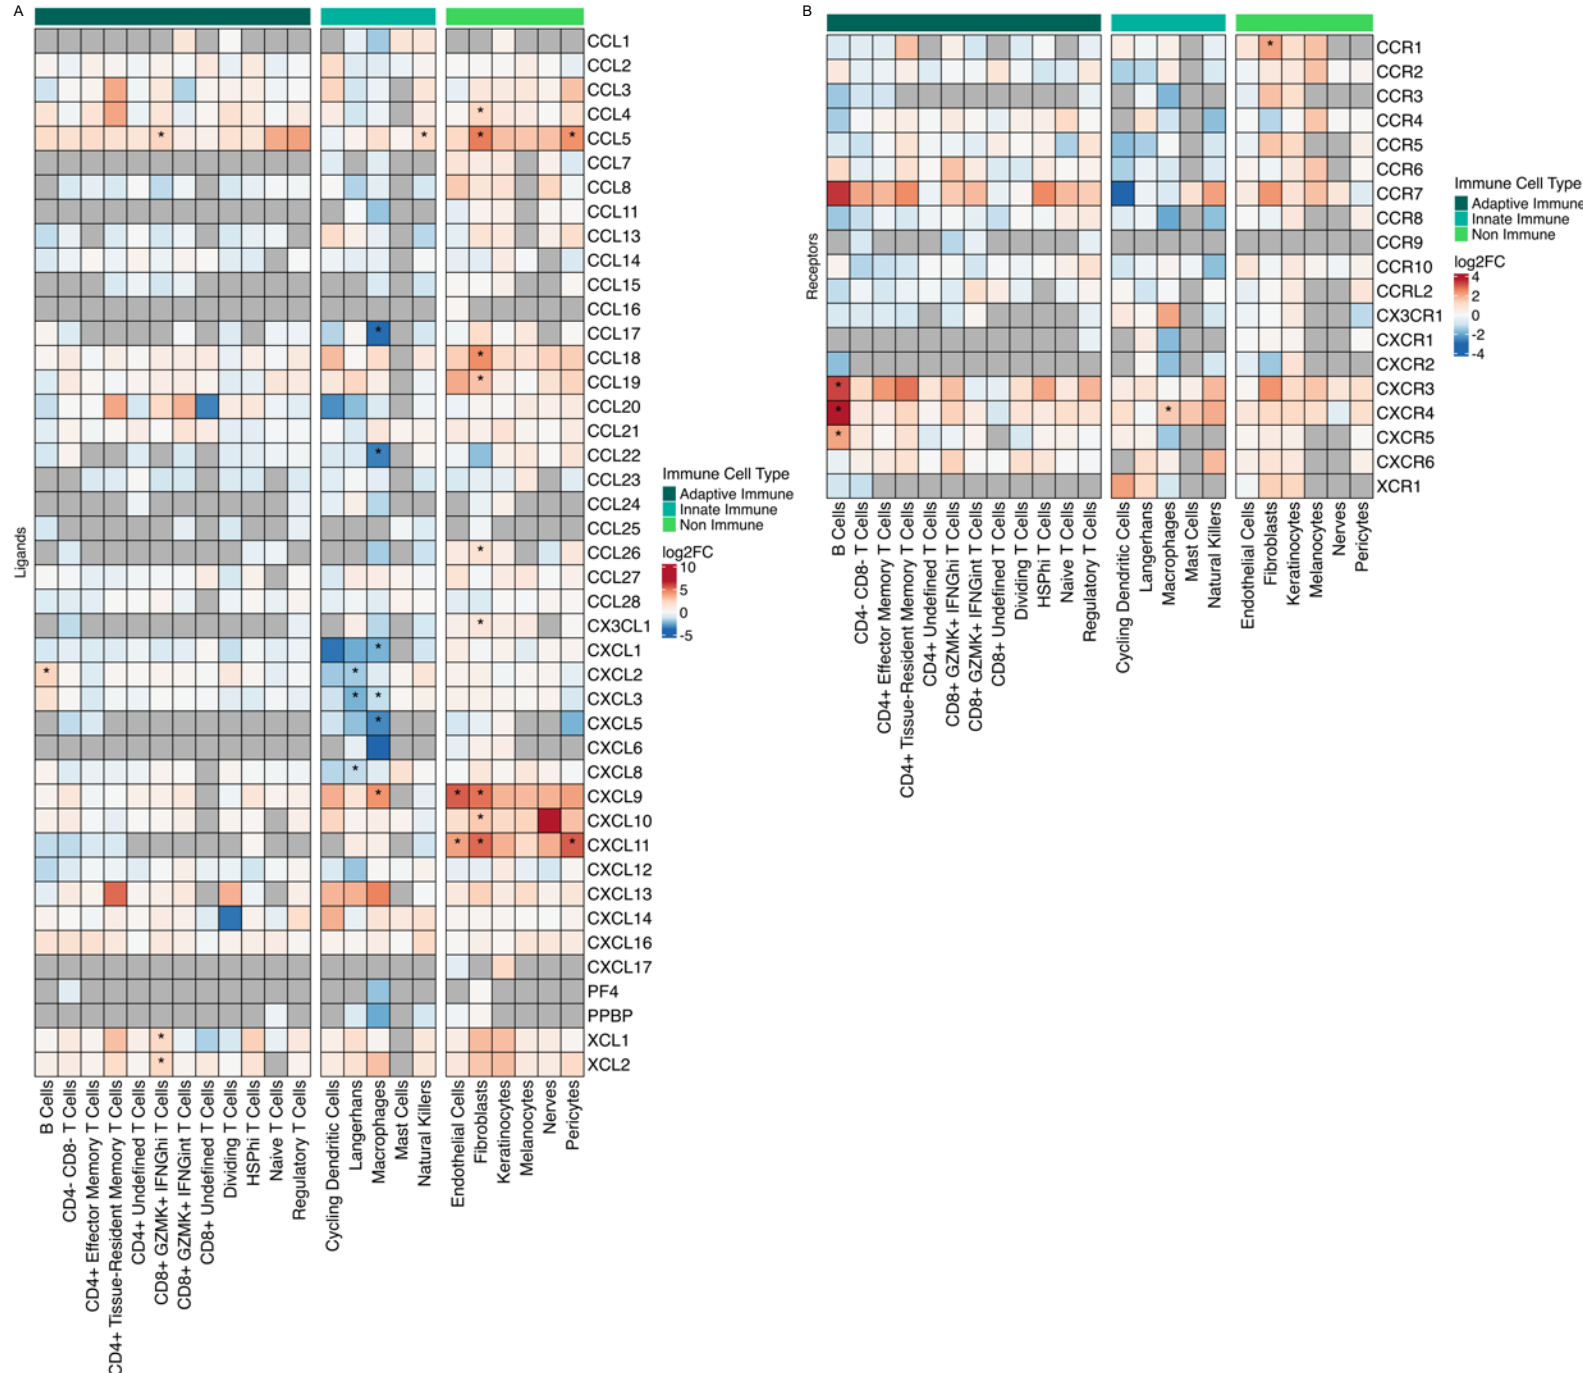 A
CCL1
CCL2
CCL3
CCL4
*
CCL5
* * * *
CCL7
CCL8
CCL11
CCL13
CCL14
CCL15
CCL16
CCL17
*
CCL18
*
CCL19
*
CCL20
CCL21
CCL22
*
CCL23
CCL24
CCL25
CCL26
*
CCL27
CCL28
CX3CL1
*
CXCL1
*
CXCL2
* *
CXCL3
* *
CXCL5
*
CXCL6
CXCL8
*
CXCL9
* * *
CXCL10
*
CXCL11
* * *
CXCL12
CXCL13
CXCL14
CXCL16
CXCL17
PF4
PPBP
XCL1
*
XCL2
*
Ligands
B Cells
CD4- CD8- T Cells
CD4+ Effector Memory T Cells
CD4+ Tissue-Resident Memory T Cells
CD4+ Undefined T Cells
CD8+ GZMK+ IFNGhi T Cells
CD8+ GZMK+ IFNGint T Cells
CD8+ Undefined T Cells
Dividing T Cells
HSPhi T Cells
Naive T Cells
Regulatory T Cells
Cycling Dendritic Cells
Langerhans
Macrophages
Mast Cells
Natural Killers
Endothelial Cells
Fibroblasts
Keratinocytes
Melanocytes
Nerves
Pericytes
Immune Cell Type
Adaptive Immune
Innate Immune
Non Immune
log2FC
10
5
0
-5
B
CCR1
*
CCR2
CCR3
CCR4
CCR5
CCR6
CCR7
CCR8
CCR9
CCR10
CCRL2
CX3CR1
CXCR1
CXCR2
CXCR3
*
CXCR4
* *
CXCR5
*
CXCR6
XCR1
Receptors
B Cells
CD4- CD8- T Cells
CD4+ Effector Memory T Cells
CD4+ Tissue-Resident Memory T Cells
CD4+ Undefined T Cells
CD8+ GZMK+ IFNGhi T Cells
CD8+ GZMK+ IFNGint T Cells
CD8+ Undefined T Cells
Dividing T Cells
HSPhi T Cells
Naive T Cells
Regulatory T Cells
Cycling Dendritic Cells
Langerhans
Macrophages
Mast Cells
Natural Killers
Endothelial Cells
Fibroblasts
Keratinocytes
Melanocytes
Nerves
Pericytes
Immune Cell Type
Adaptive Immune
Innate Immune
Non Immune
log2FC
4
2
0
-2
-4